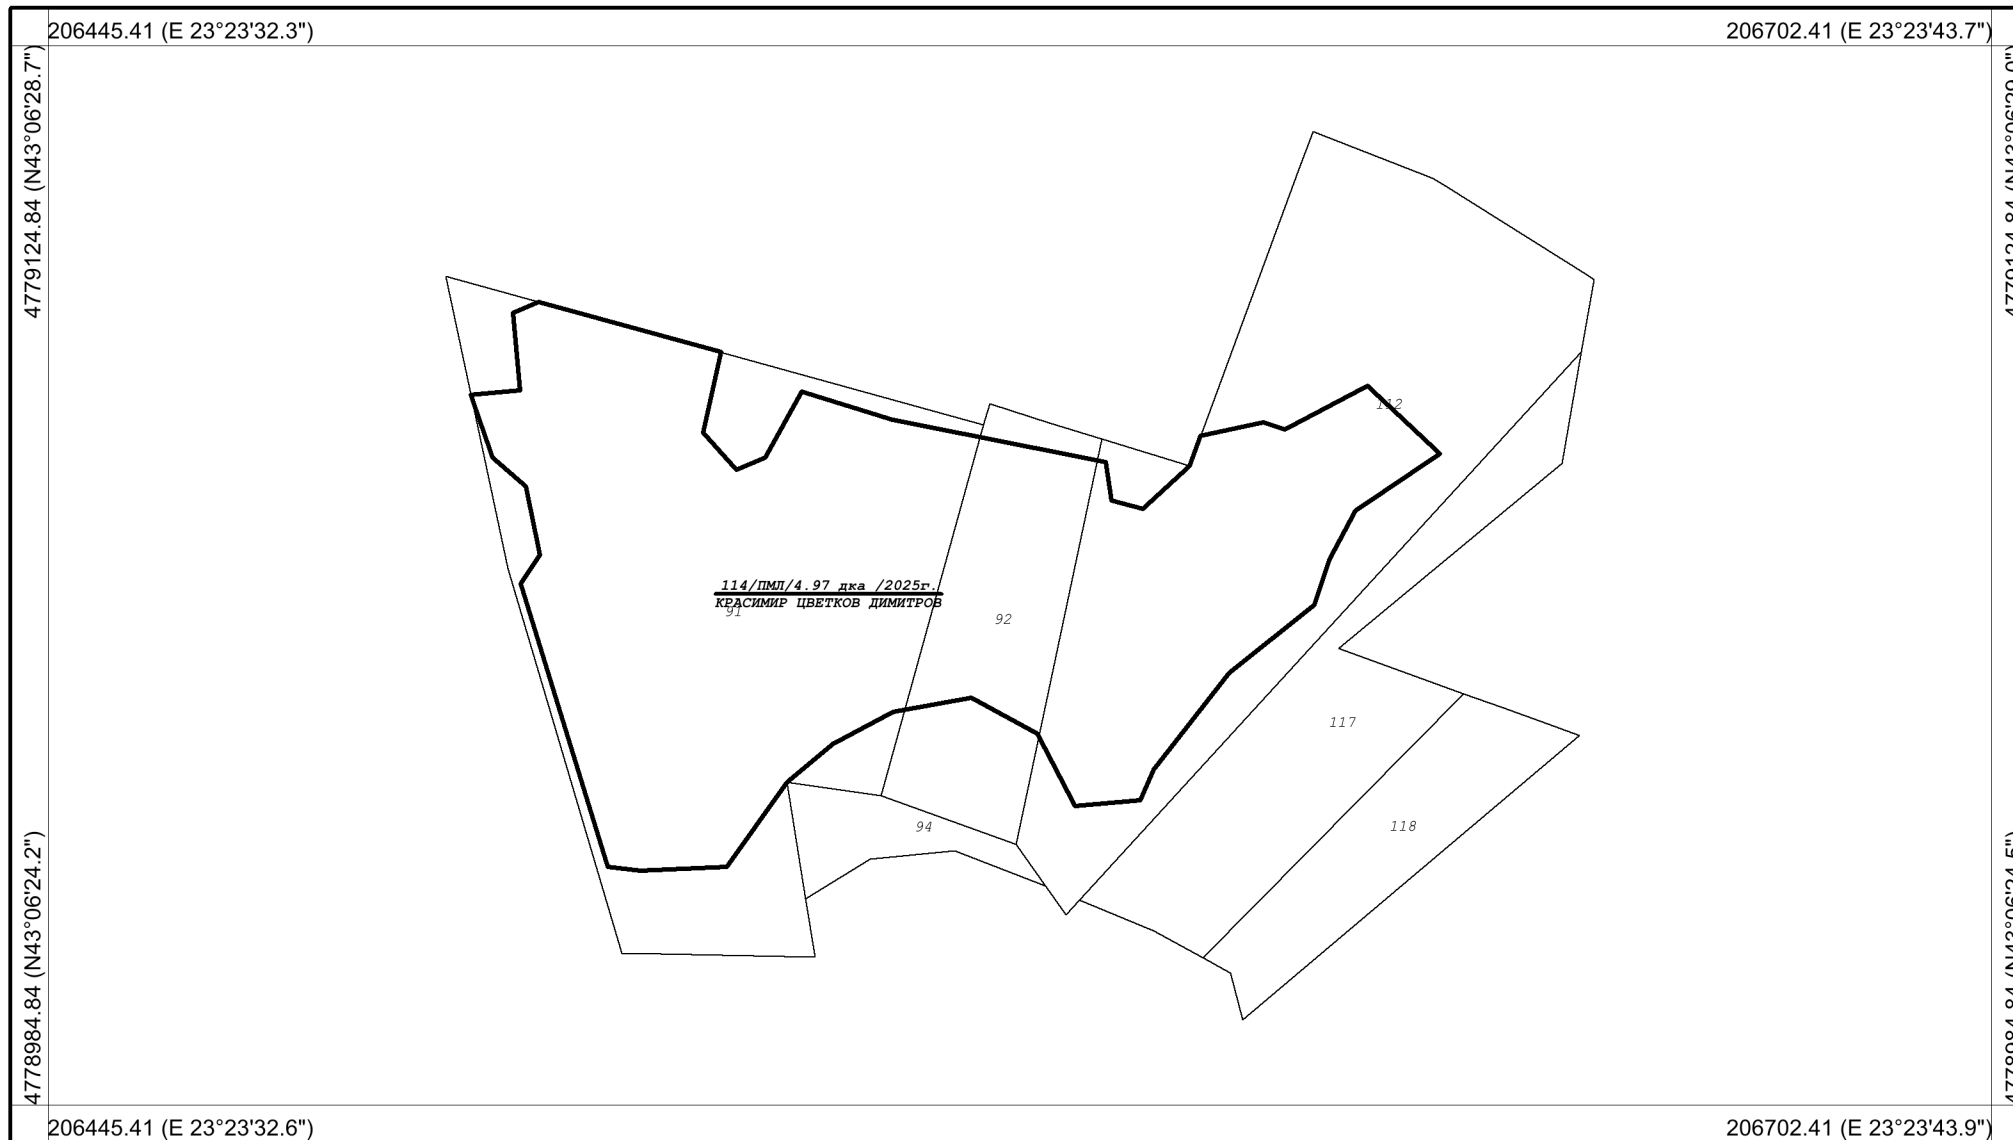 206445.41 (E 23°23'32.3")
206702.41 (E 23°23'43.7")
4779124.84 (N43°06'28.7")
112
114/ПМЛ/4.97 дка /2025г.
КРАСИМИР ЦВЕТКОВ ДИМИТРОВ
91
92
117
94
118
4778984.84 (N43°06'24.2")
206445.41 (E 23°23'32.6")
206702.41 (E 23°23'43.9")